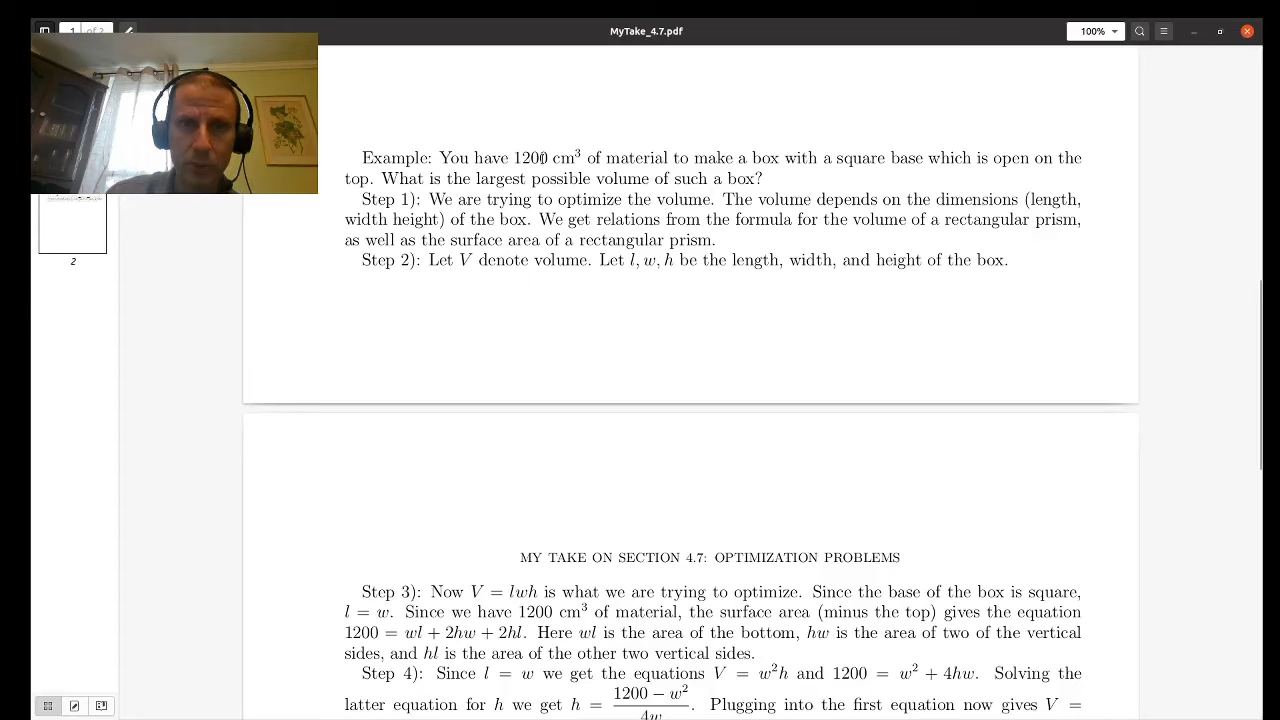 1 of 2
MyTake_4.7.pdf
100%
Example: You have 1200 cm³ of material to make a box with a square base which is open on the
top. What is the largest possible volume of such a box?
Step 1): We are trying to optimize the volume. The volume depends on the dimensions (length,
width height) of the box. We get relations from the formula for the volume of a rectangular prism,
as well as the surface area of a rectangular prism.
Step 2): Let V denote volume. Let l, w, h be the length, width, and height of the box.
2
MY TAKE ON SECTION 4.7: OPTIMIZATION PROBLEMS
Step 3): Now V = lwh is what we are trying to optimize. Since the base of the box is square,
l = w. Since we have 1200 cm³ of material, the surface area (minus the top) gives the equation
1200 = wl + 2hw + 2hl. Here wl is the area of the bottom, hw is the area of two of the vertical
sides, and hl is the area of the other two vertical sides.
Step 4): Since l = w we get the equations V = w²h and 1200 = w² + 4hw. Solving the
latter equation for h we get h = (1200 − w²)/4w. Plugging into the first equation now gives V =